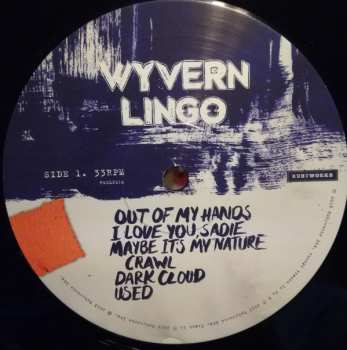 WYVERN
LINGO
SIDE 1. 33RPM
RUBYWORKS
OUT OF MY HANDS
I LOVE YOU, SADIE
MAYBE IT'S MY NATURE
CRAWL
DARK CLOUD
USED